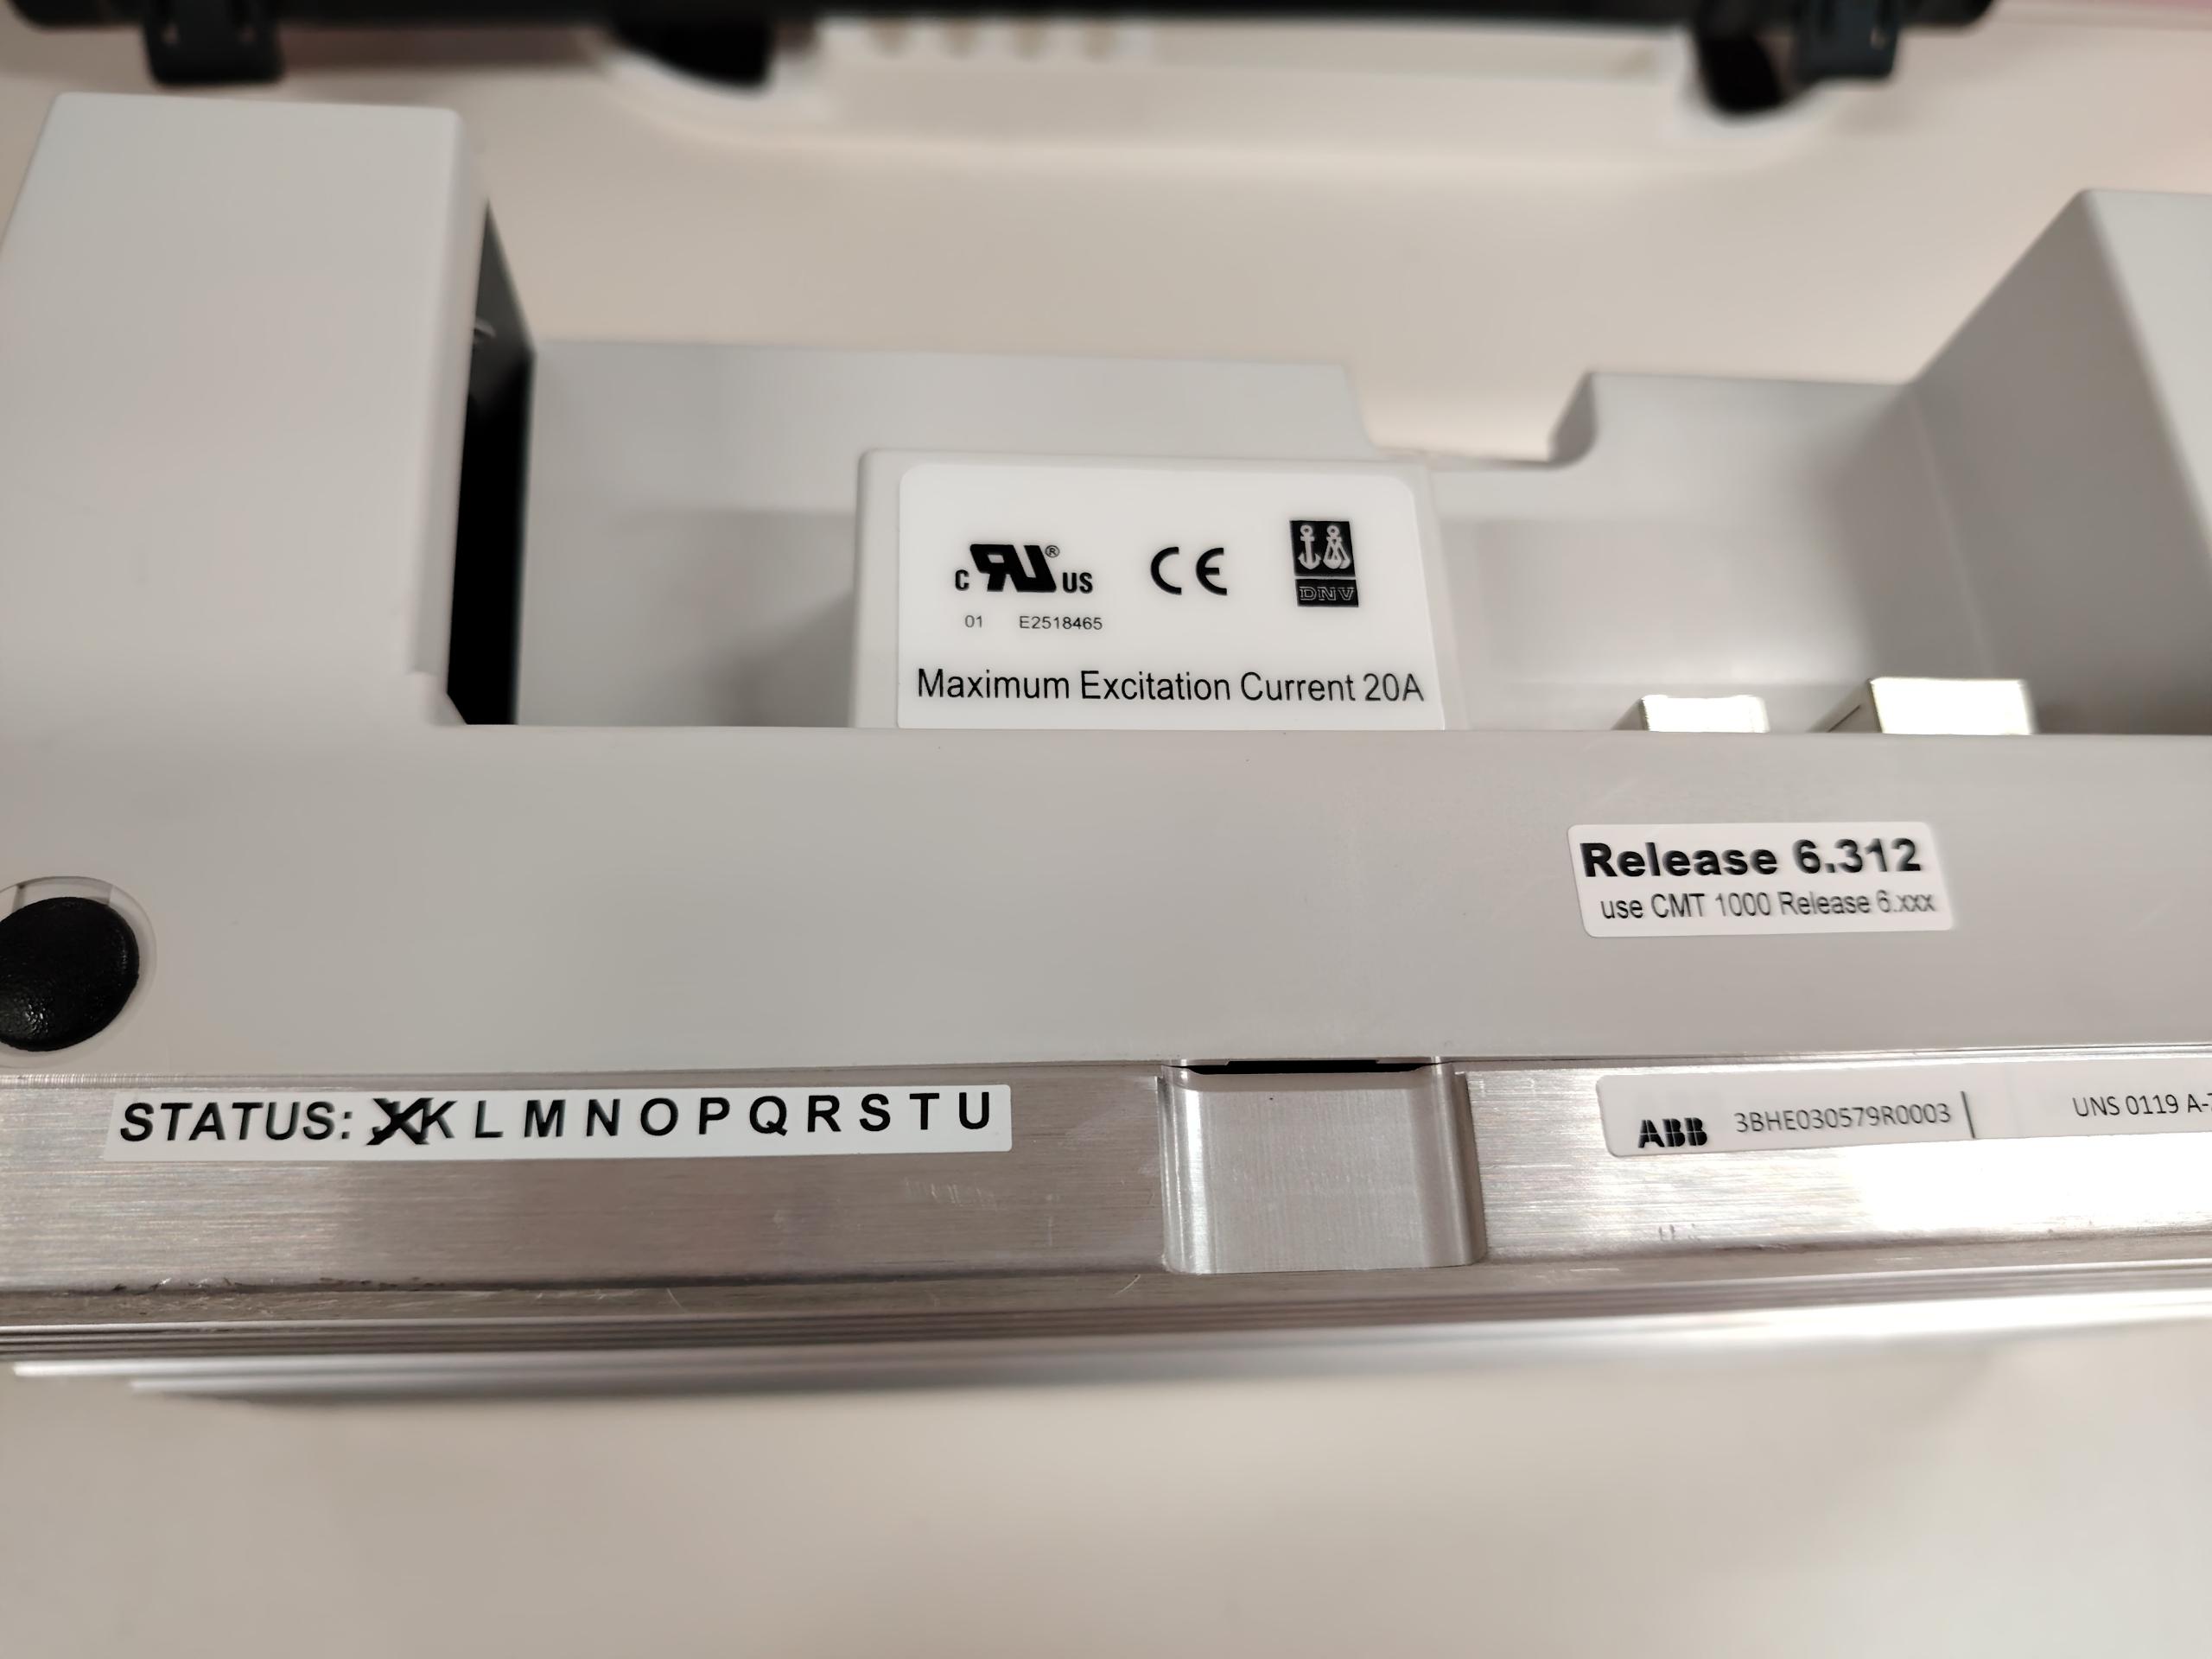 c RU® US CE
DNV
01 E2518465
Maximum Excitation Current 20A
Release 6.312
use CMT 1000 Release 6.xxx
STATUS: K L M N O P Q R S T U
ABB 3BHE030579R0003 | UNS 0119